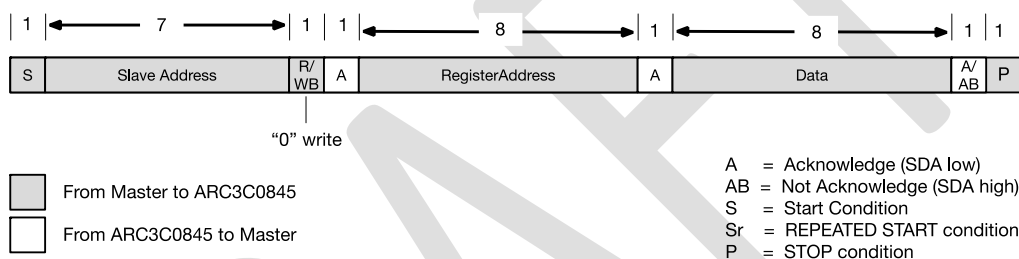 1 7 1 1 8 1 8 1 1
S Slave Address R/WB A RegisterAddress A Data A/AB P
“0” write
From Master to ARC3C0845
From ARC3C0845 to Master
A = Acknowledge (SDA low)
AB = Not Acknowledge (SDA high)
S = Start Condition
Sr = REPEATED START condition
P = STOP condition